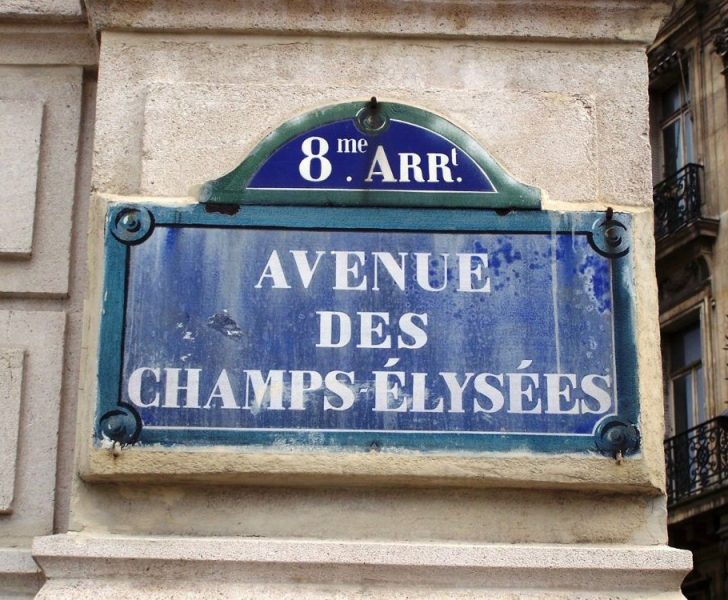 8me. ARRt.
AVENUE
DES
CHAMPS-ÉLYSÉES